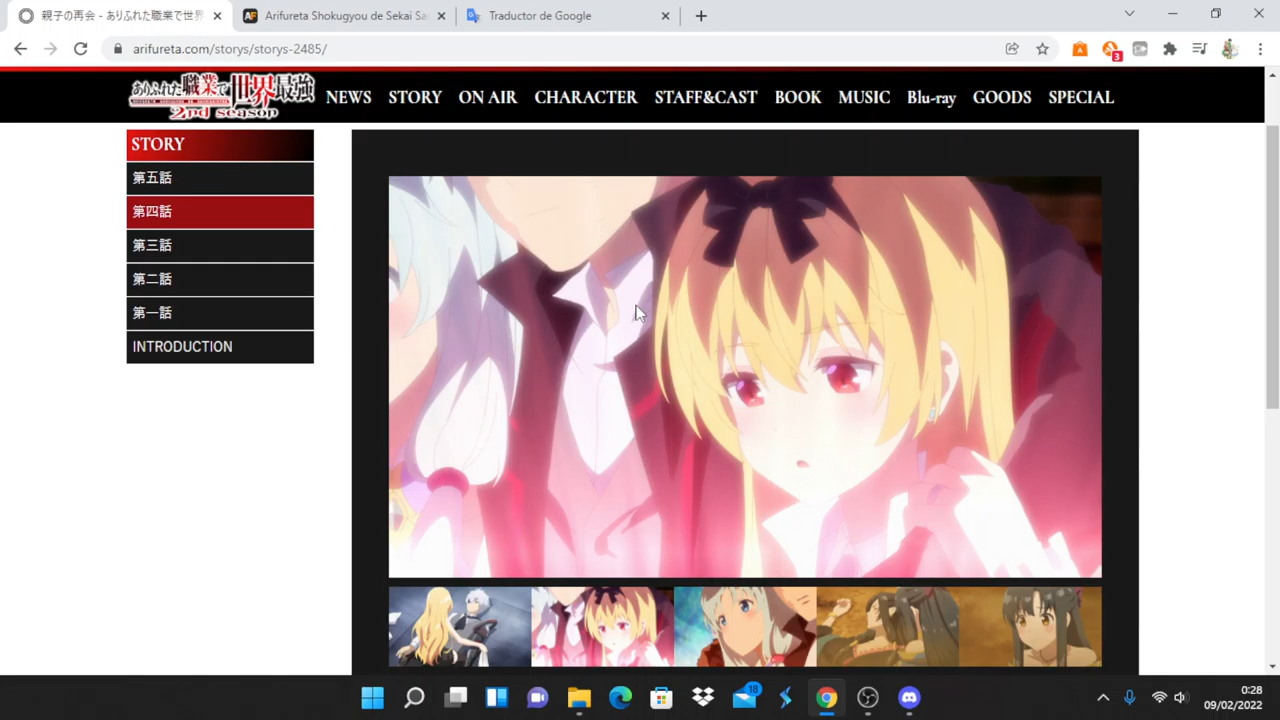 親子の再会 - ありふれた職業で世界
Arifureta Shokugyou de Sekai Sai
Traductor de Google
arifureta.com/storys/storys-2485/
3
ありふれた職業で世界最強
2nd season
NEWS STORY ON AIR CHARACTER STAFF&CAST BOOK MUSIC Blu-ray GOODS SPECIAL
STORY
第五話
第四話
第三話
第二話
第一話
INTRODUCTION
18
0:28
09/02/2022